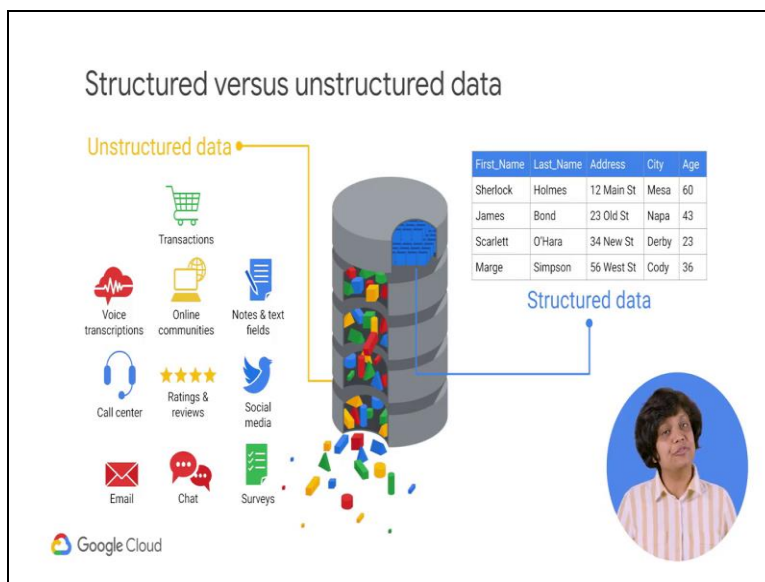 Structured versus unstructured data
Unstructured data
Transactions
Voice
transcriptions
Online
communities
Notes & text
fields
Call center
Ratings &
reviews
Social
media
Email
Chat
Surveys
First_Name Last_Name Address City Age
Sherlock Holmes 12 Main St Mesa 60
James Bond 23 Old St Napa 43
Scarlett O'Hara 34 New St Derby 23
Marge Simpson 56 West St Cody 36
Structured data
Google Cloud